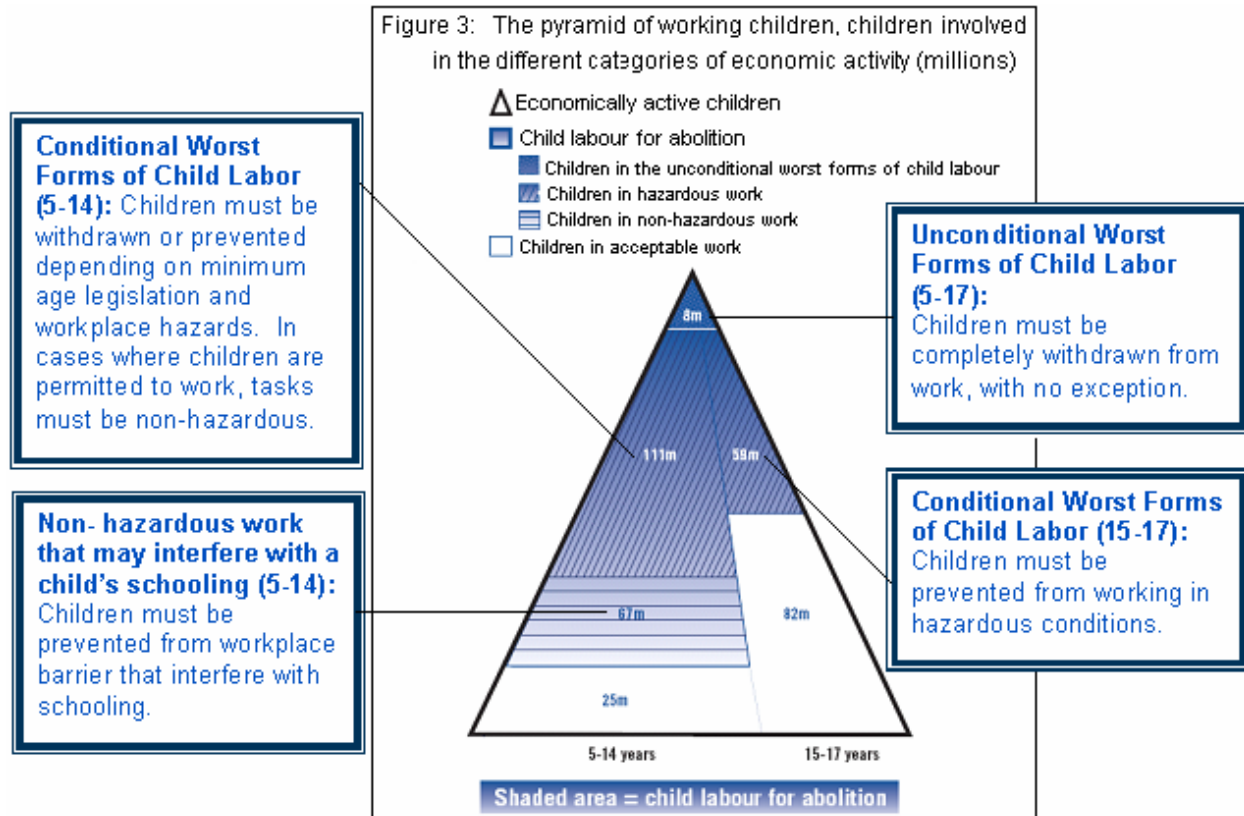 Figure 3: The pyramid of working children, children involved
in the different categories of economic activity (millions)
Economically active children
Child labour for abolition
Children in the unconditional worst forms of child labour
Children in hazardous work
Children in non-hazardous work
Children in acceptable work
Conditional Worst
Forms of Child Labor
(5-14): Children must be
withdrawn or prevented
depending on minimum
age legislation and
workplace hazards. In
cases where children are
permitted to work, tasks
must be non-hazardous.
Non- hazardous work
that may interfere with a
child's schooling (5-14):
Children must be
prevented from workplace
barrier that interfere with
schooling.
Unconditional Worst
Forms of Child Labor
(5-17):
Children must be
completely withdrawn from
work, with no exception.
Conditional Worst Forms
of Child Labor (15-17):
Children must be
prevented from working in
hazardous conditions.
8m
111m
59m
67m
82m
25m
5-14 years
15-17 years
Shaded area = child labour for abolition